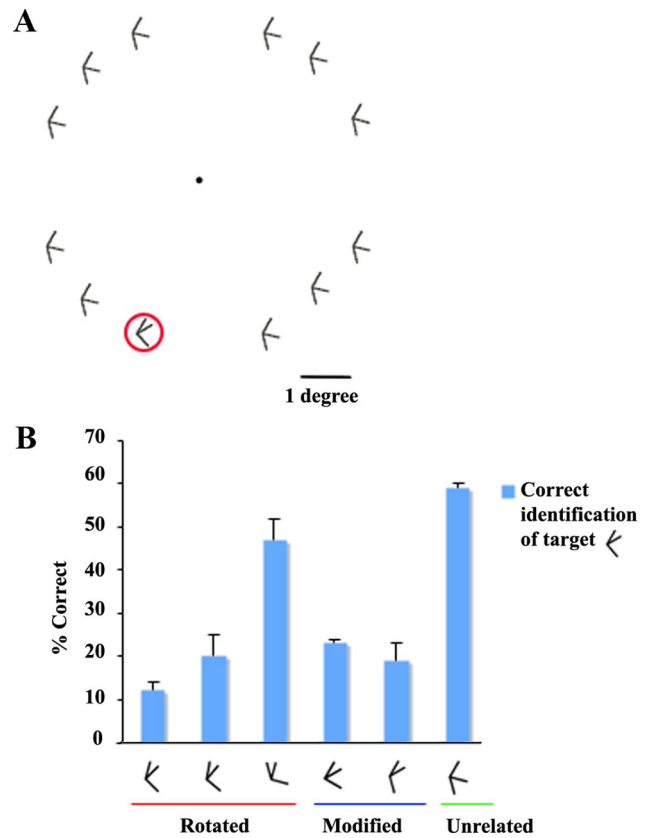 A
1 degree
B
70
60
50
40
30
20
10
0
% Correct
Correct
identification
of target
Rotated
Modified
Unrelated